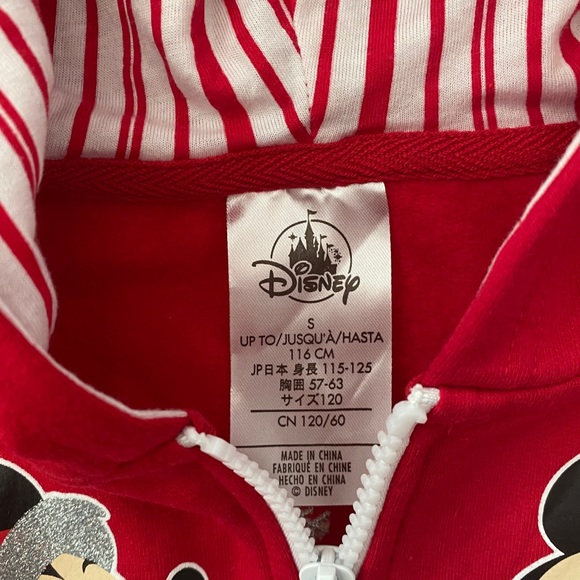 Disney
S
UP TO/JUSQU'À/HASTA
116 CM
JP日本 身長 115-125
胸囲 57-63
サイズ120
CN 120/60
MADE IN CHINA
FABRIQUÉ EN CHINE
HECHO EN CHINA
© DISNEY